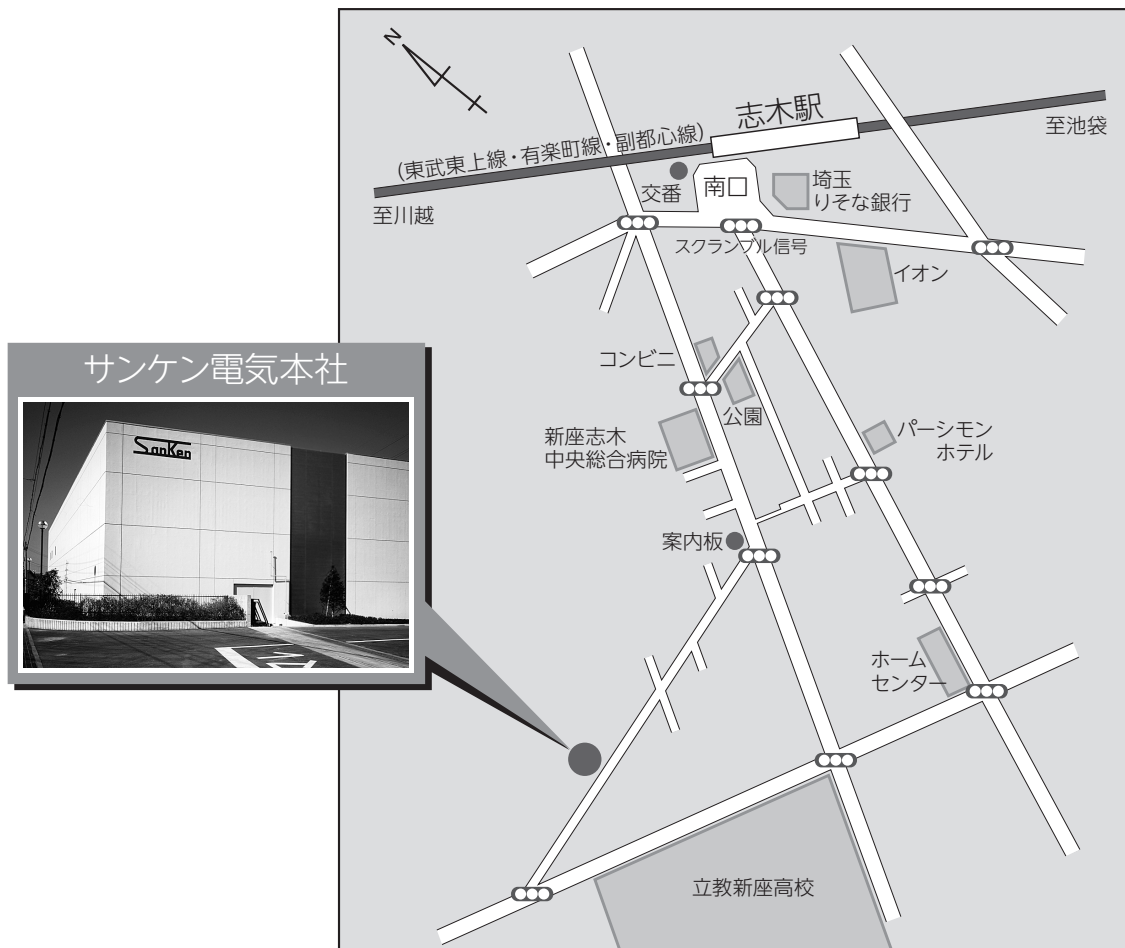 N
志木駅
至池袋
(東武東上線・有楽町線・副都心線)
交番
南口
埼玉
りそな銀行
至川越
スクランブル信号
イオン
サンケン電気本社
SanKen
コンビニ
公園
新座志木
中央総合病院
パーシモン
ホテル
案内板
ホーム
センター
立教新座高校